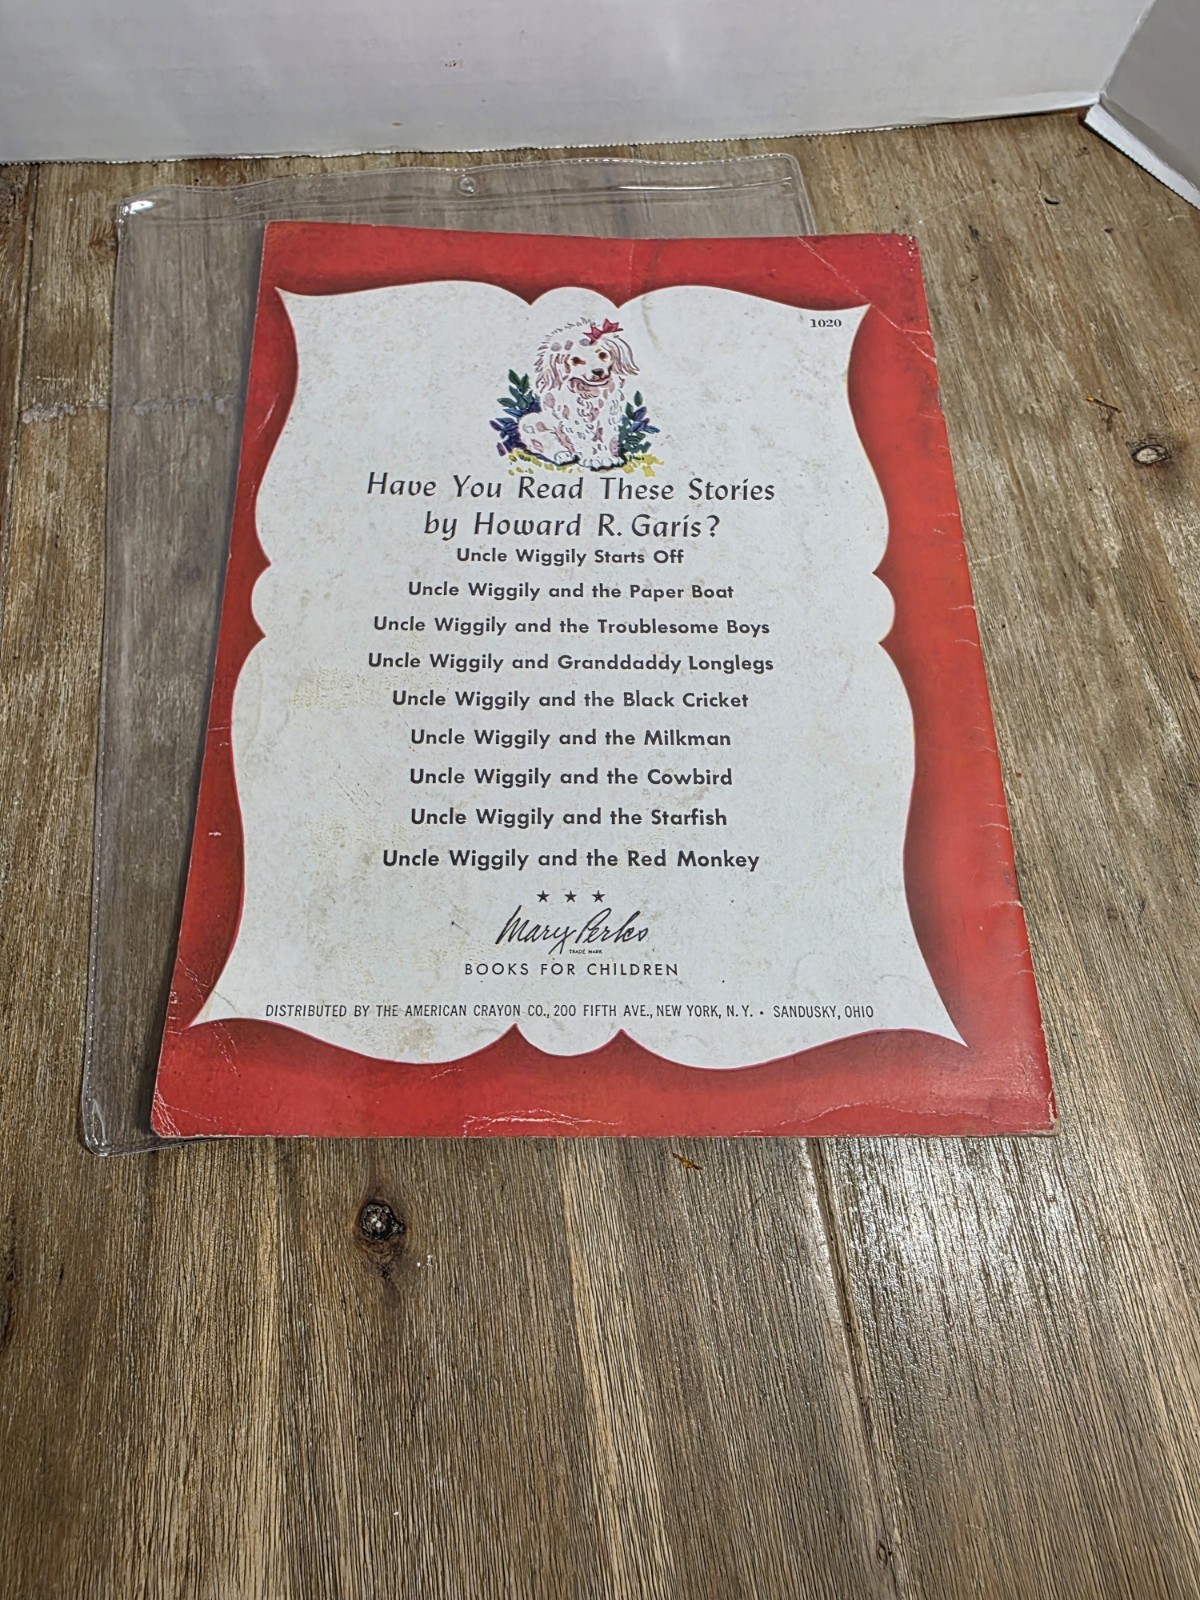 1020
Have You Read These Stories
by Howard R. Garis?
Uncle Wiggily Starts Off
Uncle Wiggily and the Paper Boat
Uncle Wiggily and the Troublesome Boys
Uncle Wiggily and Granddaddy Longlegs
Uncle Wiggily and the Black Cricket
Uncle Wiggily and the Milkman
Uncle Wiggily and the Cowbird
Uncle Wiggily and the Starfish
Uncle Wiggily and the Red Monkey
★ ★ ★
Mary Perks
TRADE MARK
BOOKS FOR CHILDREN
DISTRIBUTED BY THE AMERICAN CRAYON CO., 200 FIFTH AVE., NEW YORK, N. Y. • SANDUSKY, OHIO